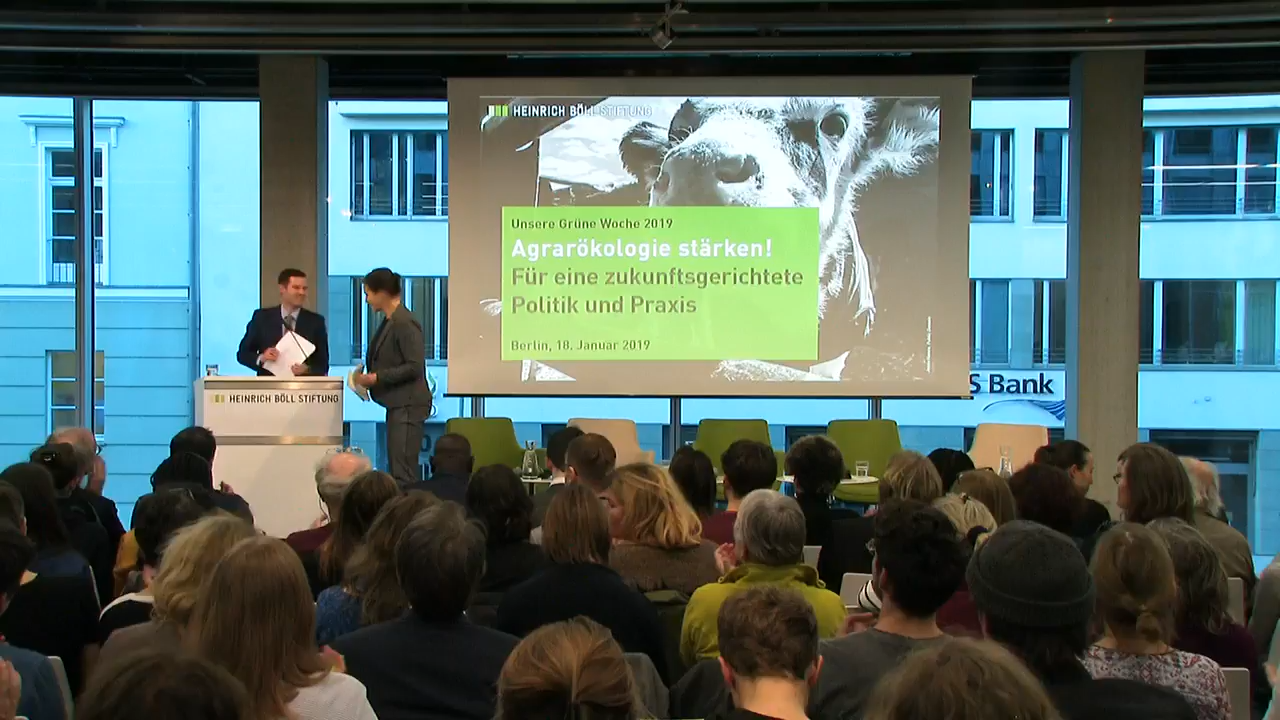 HEINRICH BÖLL STIFTUNG
Unsere Grüne Woche 2019
Agrarökologie stärken!
Für eine zukunftsgerichtete
Politik und Praxis
Berlin, 18. Januar 2019
S Bank
HEINRICH BÖLL STIFTUNG